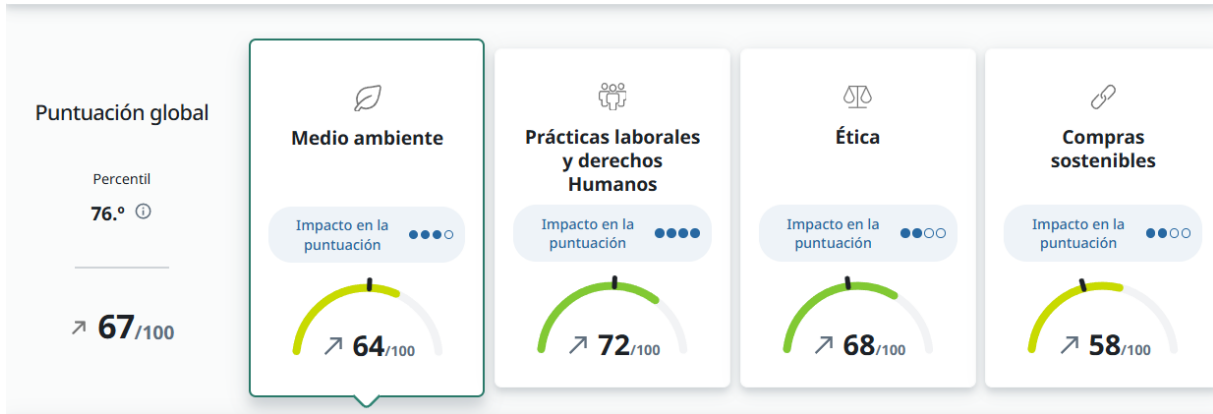 Puntuación global
Percentil
76.º
67/100
Medio ambiente
Impacto en la
puntuación
64/100
Prácticas laborales
y derechos
Humanos
Impacto en la
puntuación
72/100
Ética
Impacto en la
puntuación
68/100
Compras
sostenibles
Impacto en la
puntuación
58/100